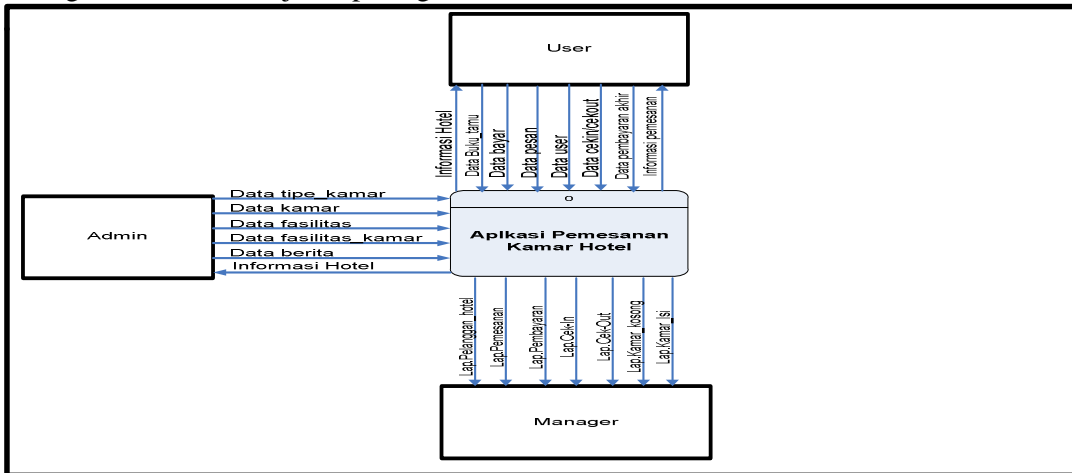 User
Informasi Hotel
Data Buku_tamu
Data bayar
Data pesan
Data user
Data cekin/cekout
Data pembayaran akhir
Informasi pemesanan
Admin
Data tipe_kamar
Data kamar
Data fasilitas
Data fasilitas_kamar
Data berita
Informasi Hotel
0
Aplkasi Pemesanan
Kamar Hotel
Lap.Pelanggan_hotel
Lap.Pemesanan
Lap.Pembayaran
Lap.Cek-In
Lap.Cek-Out
Lap.Kamar_kosong
Lap.Kamar_Isi
Manager